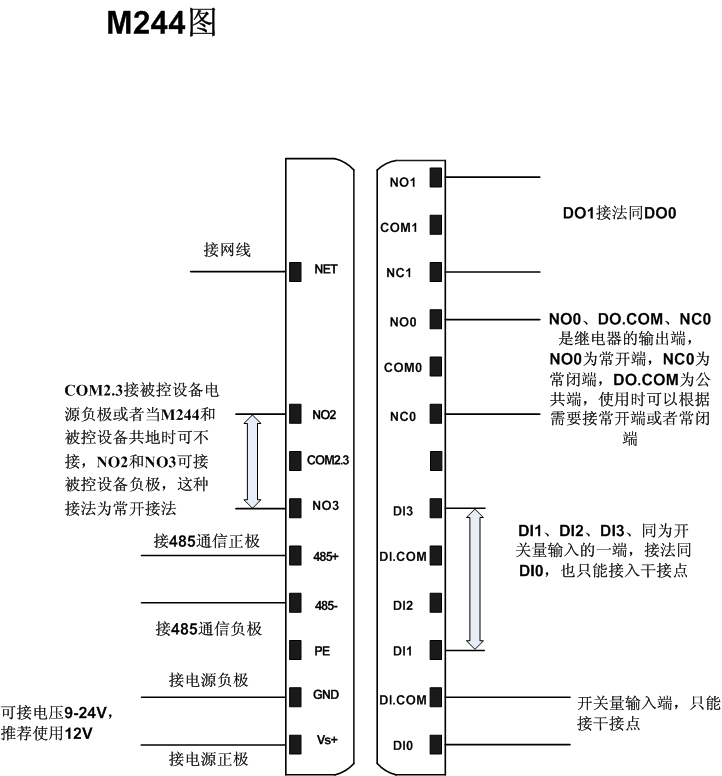 M244图
NO1
DO1接法同DO0
COM1
接网线
NET
NC1
NO0
NO0、DO.COM、NC0
是继电器的输出端，
NO0为常开端，NC0为
常闭端，DO.COM为公
共端，使用时可以根据
需要接常开端或者常闭
端
COM0
COM2.3接被控设备电
源负极或者当M244和
被控设备共地时可不
接，NO2和NO3可接
被控设备负极，这种
接法为常开接法
NO2
NC0
COM2.3
NO3
DI3
DI1、DI2、DI3、同为开
关量输入的一端，接法同
DI0，也只能接入干接点
接485通信正极
485+
DI.COM
485-
DI2
接485通信负极
PE
DI1
接电源负极
GND
DI.COM
开关量输入端，只能
接干接点
可接电压9-24V，
推荐使用12V
Vs+
DI0
接电源正极